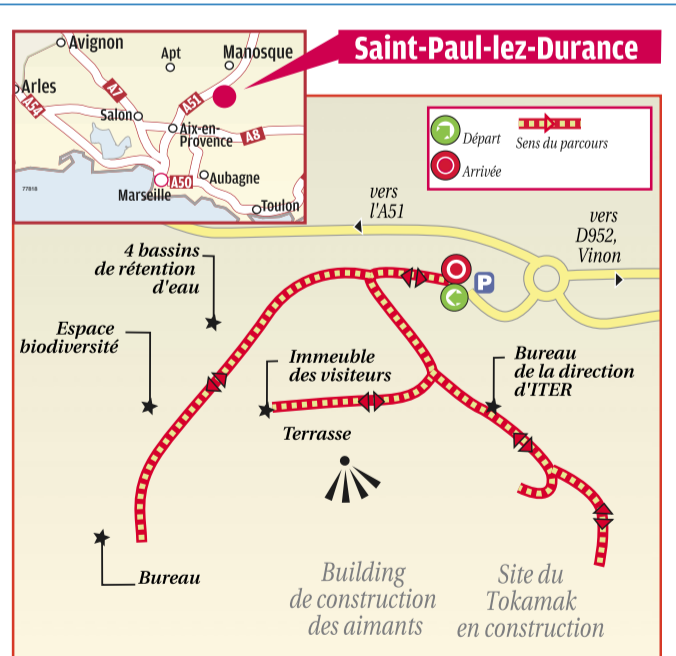 Saint-Paul-lez-Durance
Avignon
Apt
Manosque
Arles
A7
A51
A54
Salon
Aix-en-
Provence
A8
A50
Aubagne
Marseille
Toulon
77818
Départ
Sens du parcours
Arrivée
vers
l'A51
vers
D952,
Vinon
P
4 bassins
de rétention
d'eau
Espace
biodiversité
Immeuble
des visiteurs
Bureau
de la direction
d'ITER
Terrasse
Bureau
Building
de construction
des aimants
Site du
Tokamak
en construction